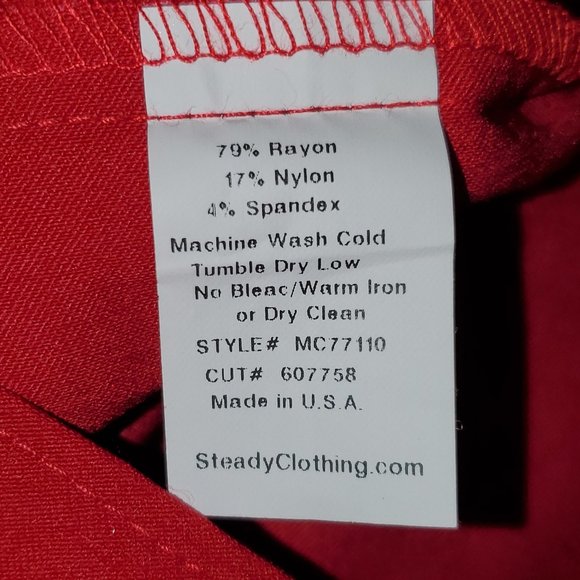 79% Rayon
17% Nylon
4% Spandex
Machine Wash Cold
Tumble Dry Low
No Bleac/Warm Iron
or Dry Clean
STYLE# MC77110
CUT# 607758
Made in U.S.A.
SteadyClothing.com